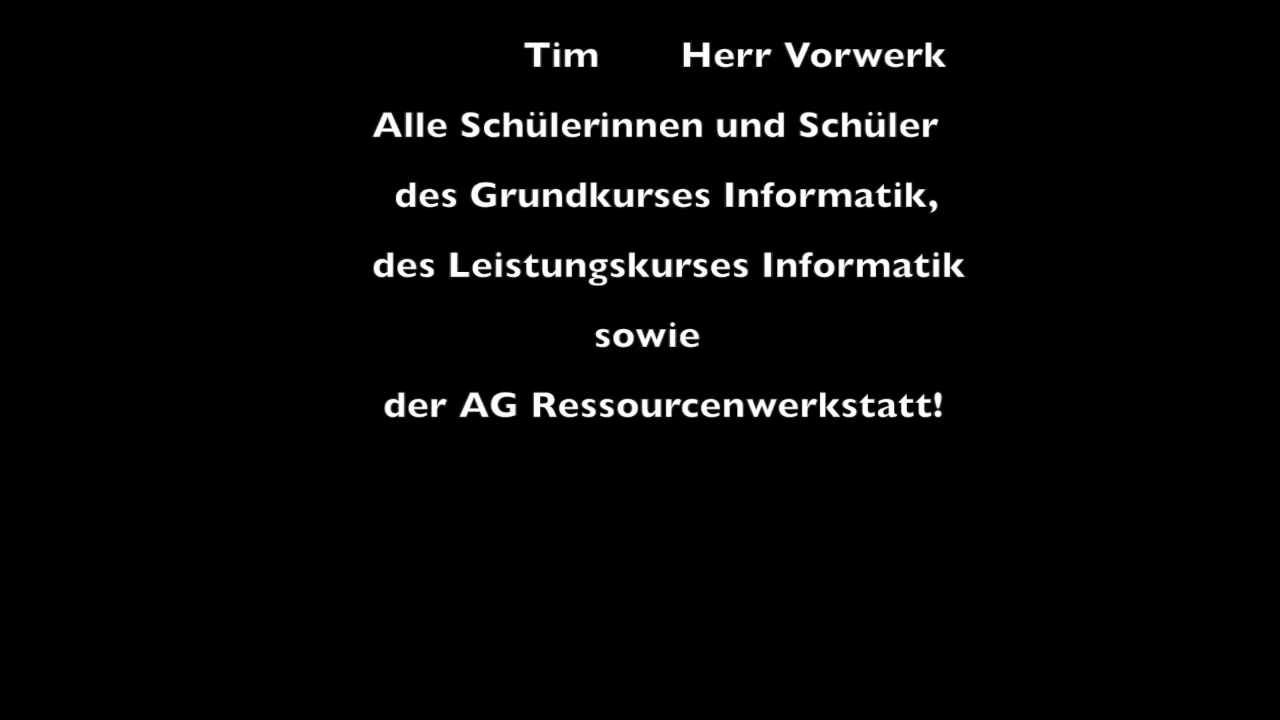 Tim Herr Vorwerk
Alle Schülerinnen und Schüler
des Grundkurses Informatik,
des Leistungskurses Informatik
sowie
der AG Ressourcenwerkstatt!